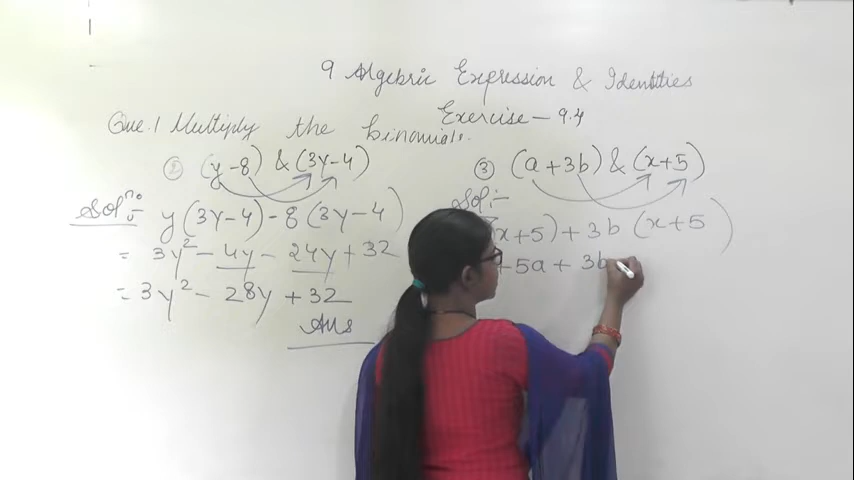 9 Algebric Expression & Identities
Exercise - 9.4
Que.1 Multiply the binomials.
② (y-8) & (3y-4)
Solⁿ:-
y(3y-4)-8(3y-4)
= 3y² - 4y - 24y + 32
= 3y² - 28y + 32
Ans
③ (a+3b) & (x+5)
Sol:-
x+5)+3b (x+5)
+5a + 3b